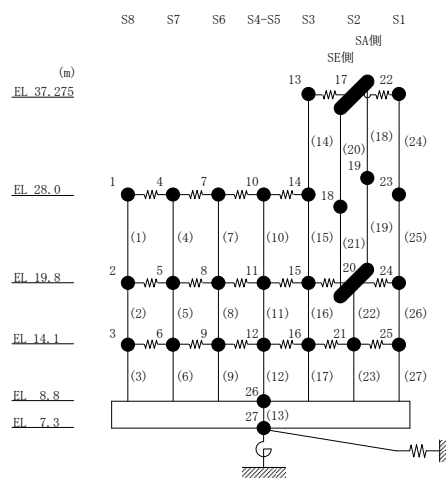 S8 S7 S6 S4-S5 S3 S2 S1
SA側
SE側
(m)
EL 37.275 13 17 22
(14) (20) (18) (24)
19
EL 28.0 1 4 7 10 14 18 23
(1) (4) (7) (10) (15) (21) (19) (25)
EL 19.8 2 5 8 11 15 20 24
(2) (5) (8) (11) (16) (22) (26)
EL 14.1 3 6 9 12 16 21 25
(3) (6) (9) (12) (17) (23) (27)
EL 8.8 26
(13)
EL 7.3 27